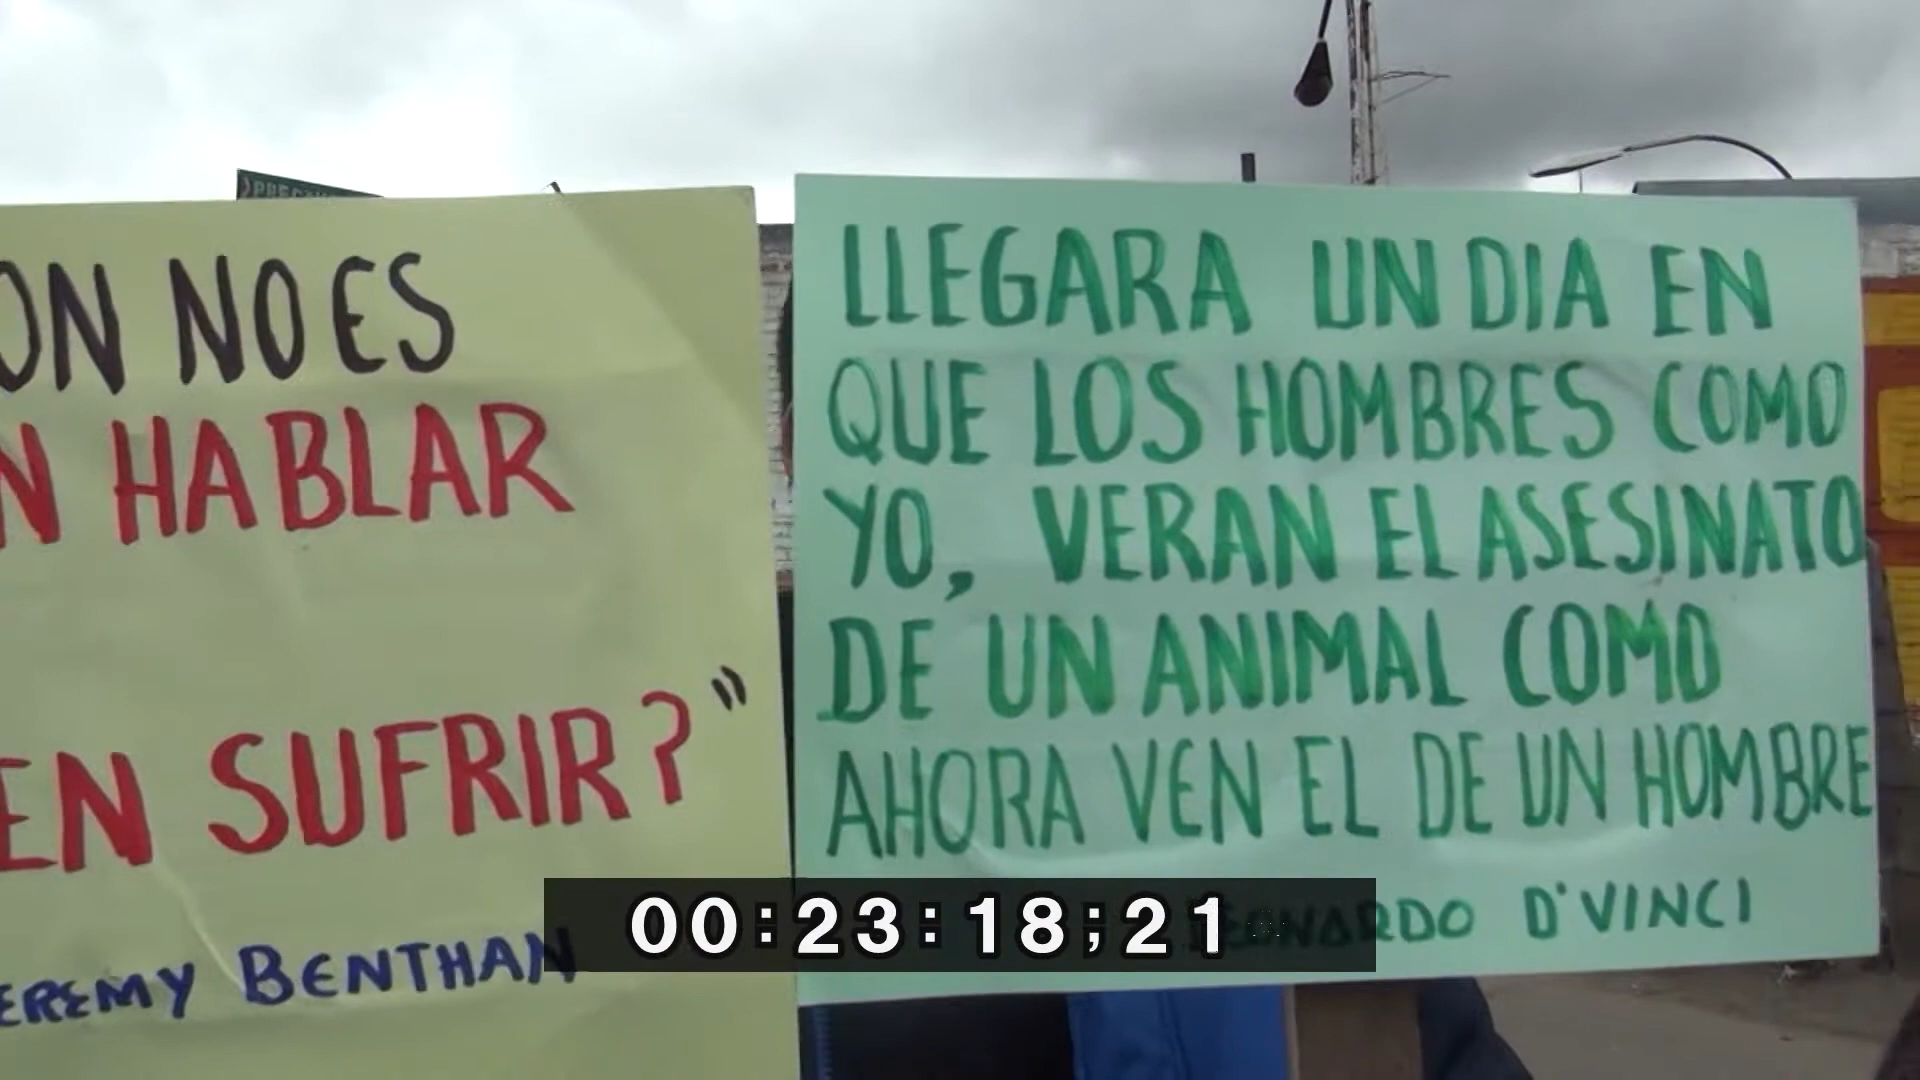 ON NO ES
N HABLAR
EN SUFRIR?"
EREMY BENTHAN
LLEGARA UN DIA EN
QUE LOS HOMBRES COMO
YO, VERAN EL ASESINATO
DE UN ANIMAL COMO
AHORA VEN EL DE UN HOMBRE
LEONARDO D'VINCI
00:23:18;21